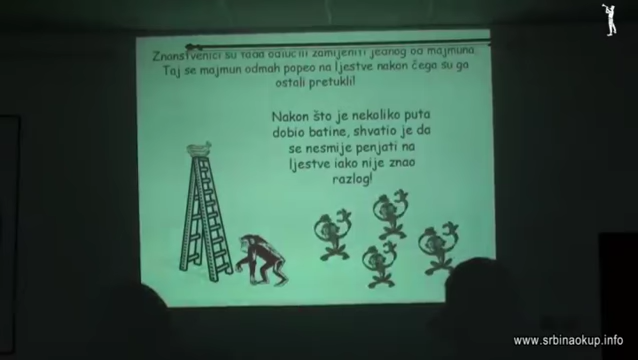 Znanstvenici su tada odlučili zamijeniti jednog od majmuna.
Taj se majmun odmah popeo na ljestve nakon čega su ga
ostali pretukli!
Nakon što je nekoliko puta
dobio batine, shvatio je da
se nesmije penjati na
ljestve iako nije znao
razlog!
www.srbinaokup.info